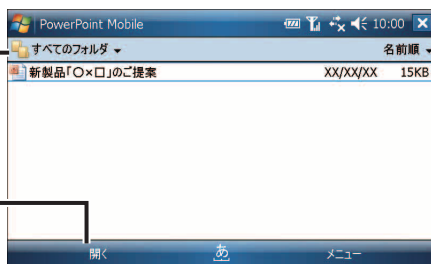 PowerPoint Mobile 10:00
すべてのフォルダ 名前順
新製品「○×□」のご提案 XX/XX/XX 15KB
開く あ メニュー